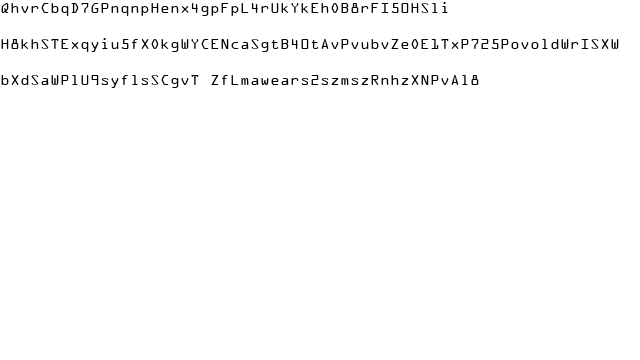 QhvrCbqD7GPnqnpHenx4gpFpL4rUkYkEh0B8rFI5OHSli
H8khSTExqyiu5fX0kgWYCENcaSgtB4OtAvPvubvZe0E1TxP725PovoldWrISXW
bXdSaWPlU9syflsSCgvT ZfLmawears2szmszRnhzXNPvAl8